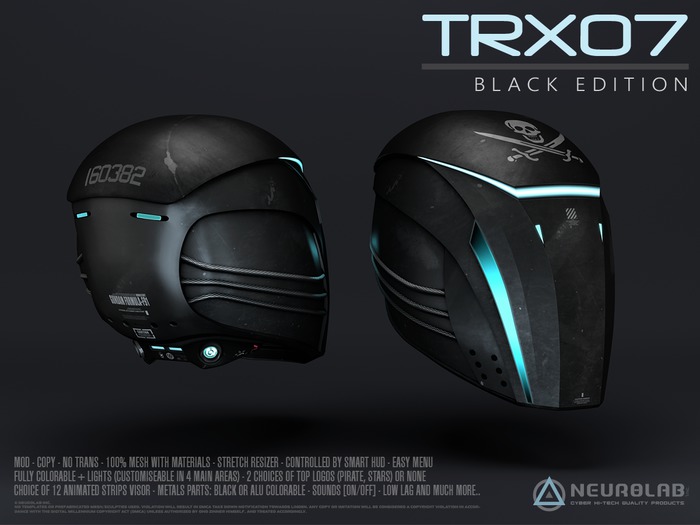 TRX07
BLACK EDITION
160382
MOD - COPY - NO TRANS - 100% MESH WITH MATERIALS - STRETCH RESIZER - CONTROLLED BY SMART HUD - EASY MENU
FULLY COLORABLE + LIGHTS (CUSTOMISEABLE IN 4 MAIN AREAS) - 2 CHOICES OF TOP LOGOS (PIRATE, STARS) OR NONE
CHOICE OF 12 ANIMATED STRIPS VISOR - METALS PARTS: BLACK OR ALU COLORABLE - SOUNDS [ON/OFF] - LOW LAG AND MUCH MORE..
NEUROLAB INC.
CYBER HI-TECH QUALITY PRODUCTS